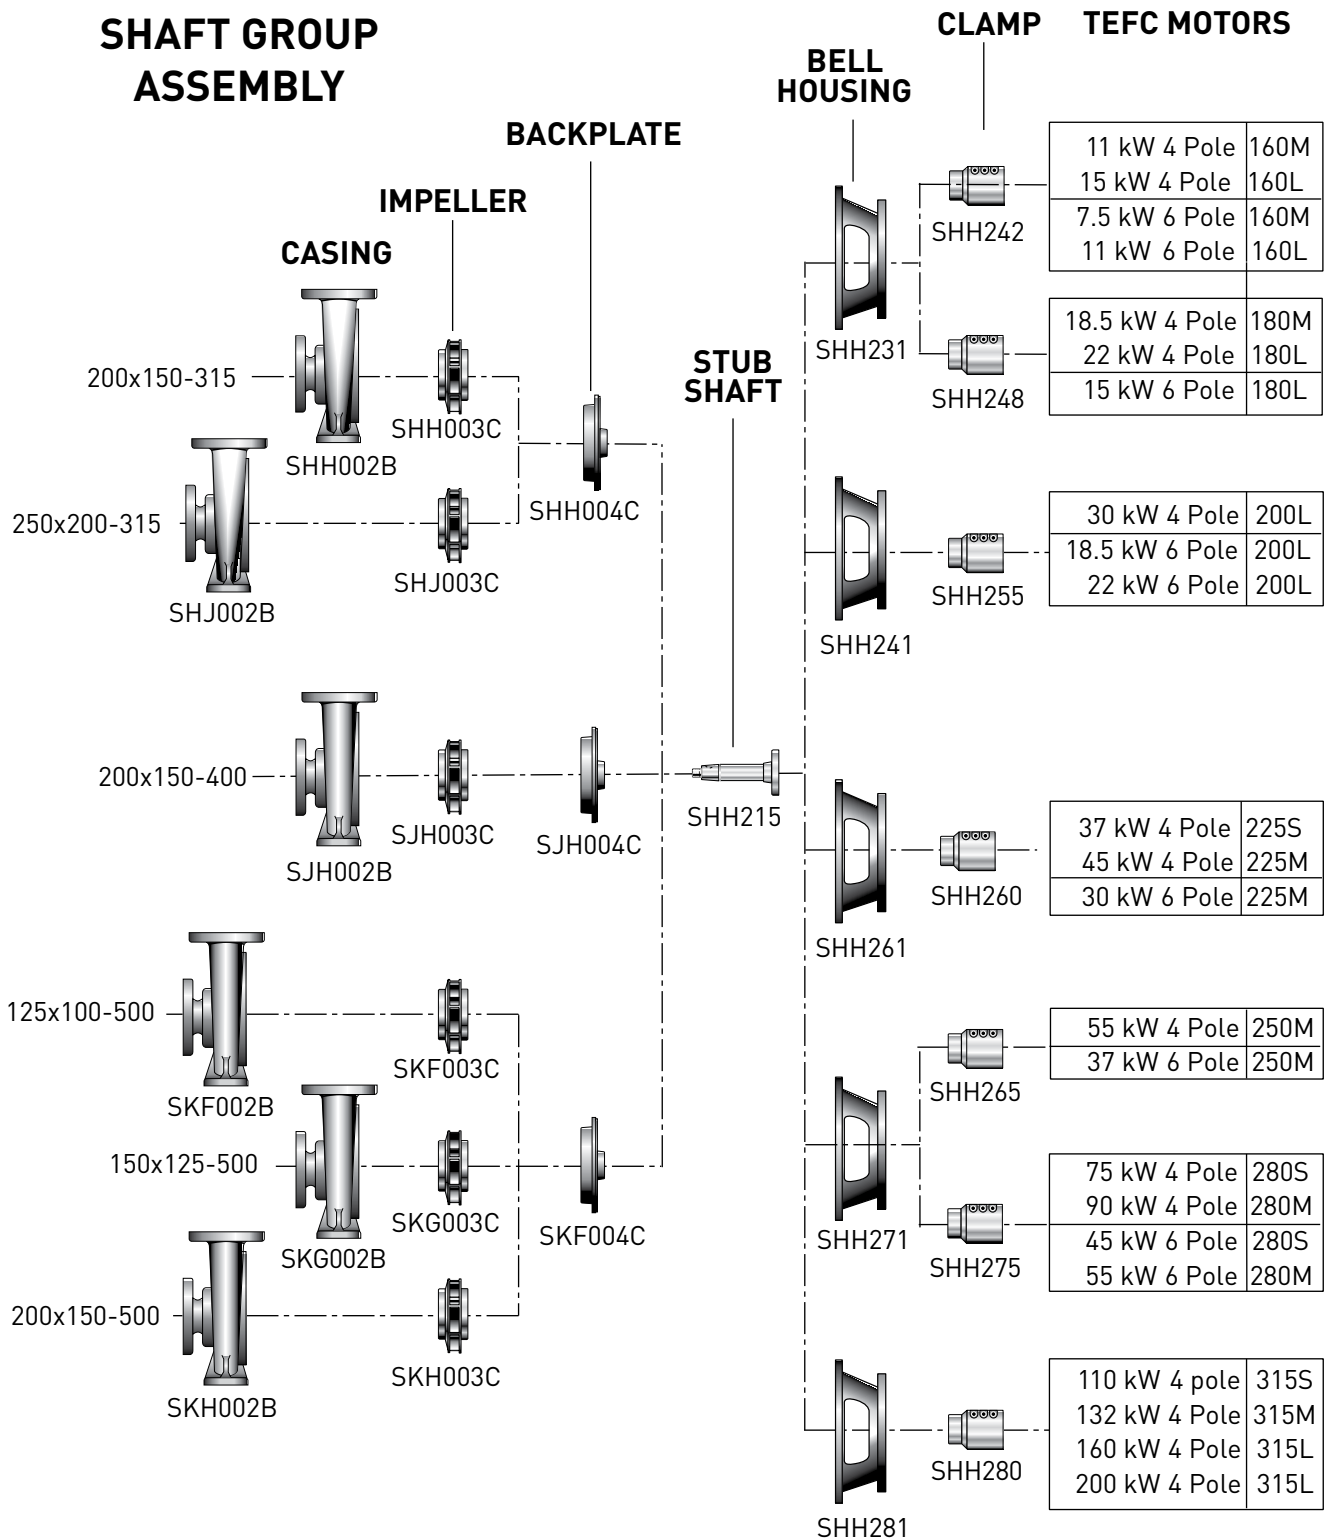 SHAFT GROUP
ASSEMBLY
CLAMP
TEFC MOTORS
BELL
HOUSING
BACKPLATE
IMPELLER
CASING
STUB
SHAFT
200x150-315
SHH002B
SHH003C
250x200-315
SHJ002B
SHJ003C
SHH004C
200x150-400
SJH002B
SJH003C
SJH004C
SHH215
125x100-500
SKF002B
SKF003C
150x125-500
SKG002B
SKG003C
SKF004C
200x150-500
SKH002B
SKH003C
SHH231
SHH242
11 kW 4 Pole 160M
15 kW 4 Pole 160L
7.5 kW 6 Pole 160M
11 kW 6 Pole 160L
SHH248
18.5 kW 4 Pole 180M
22 kW 4 Pole 180L
15 kW 6 Pole 180L
SHH241
SHH255
30 kW 4 Pole 200L
18.5 kW 6 Pole 200L
22 kW 6 Pole 200L
SHH261
SHH260
37 kW 4 Pole 225S
45 kW 4 Pole 225M
30 kW 6 Pole 225M
SHH271
SHH265
55 kW 4 Pole 250M
37 kW 6 Pole 250M
SHH275
75 kW 4 Pole 280S
90 kW 4 Pole 280M
45 kW 6 Pole 280S
55 kW 6 Pole 280M
SHH281
SHH280
110 kW 4 pole 315S
132 kW 4 Pole 315M
160 kW 4 Pole 315L
200 kW 4 Pole 315L